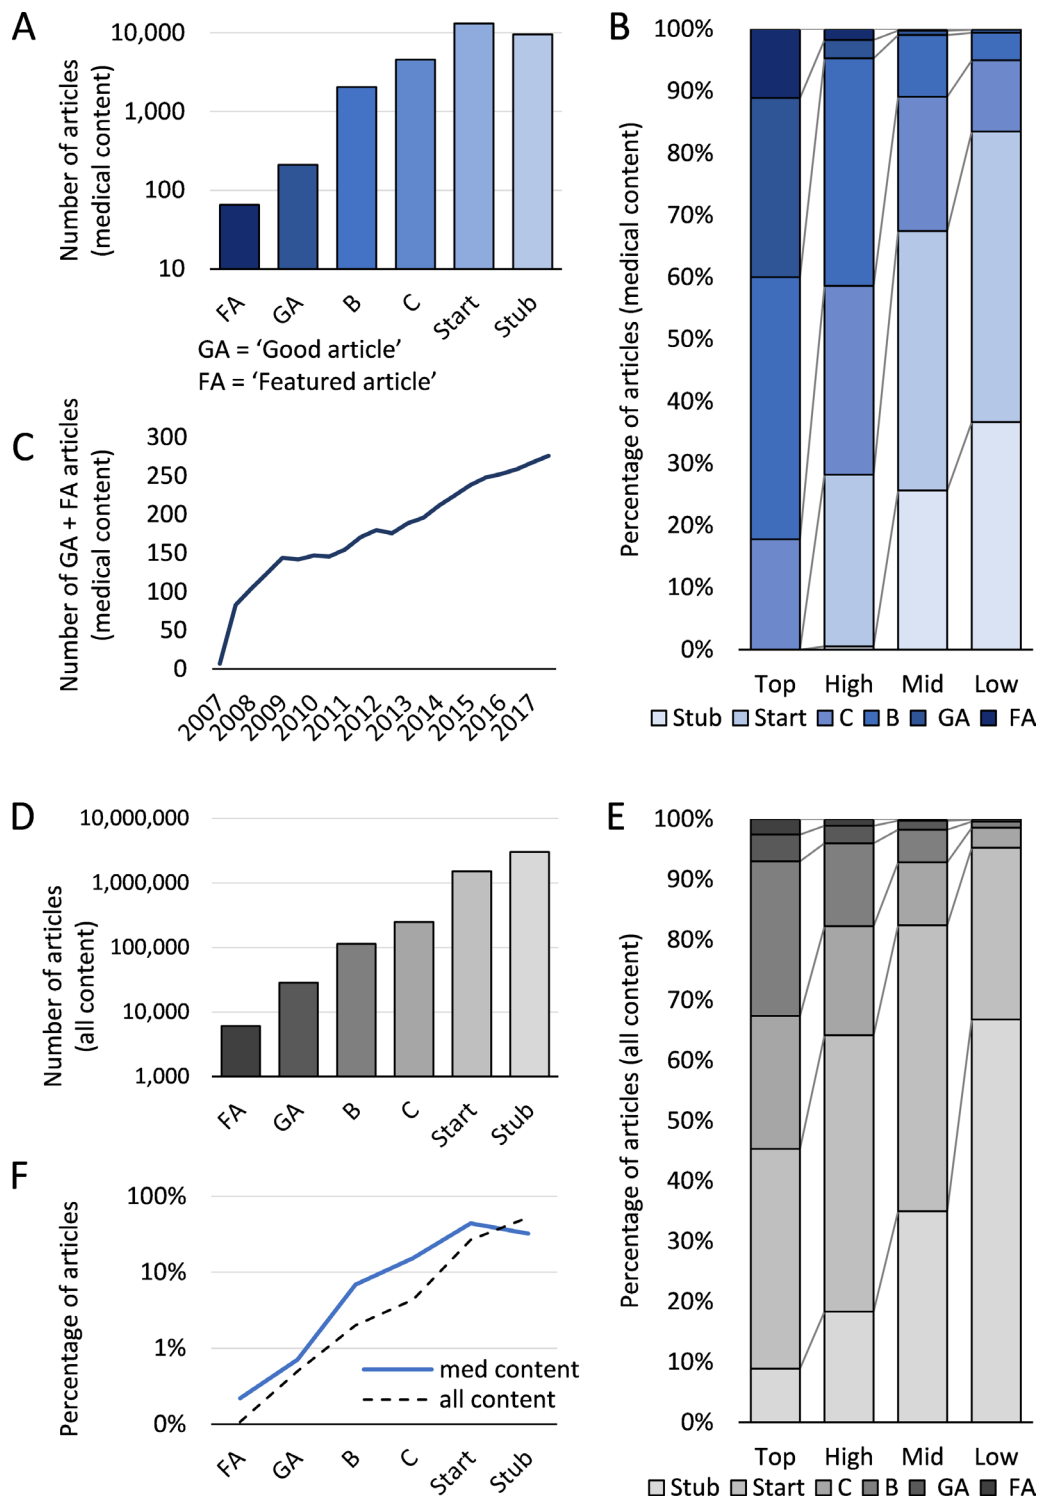 A
Number of articles
(medical content)
10,000
1,000
100
10
FA
GA
B
C
Start
Stub
GA = ‘Good article’
FA = ‘Featured article’
B
Percentage of articles (medical content)
100%
90%
80%
70%
60%
50%
40%
30%
20%
10%
0%
Top High Mid Low
Stub Start C B GA FA
C
Number of GA + FA articles
(medical content)
300
250
200
150
100
50
0
2007
2008
2009
2010
2011
2012
2013
2014
2015
2016
2017
D
Number of articles
(all content)
10,000,000
1,000,000
100,000
10,000
1,000
FA
GA
B
C
Start
Stub
E
Percentage of articles (all content)
100%
90%
80%
70%
60%
50%
40%
30%
20%
10%
0%
Top High Mid Low
Stub Start C B GA FA
F
Percentage of articles
100%
10%
1%
0%
med content
all content
FA
GA
B
C
Start
Stub